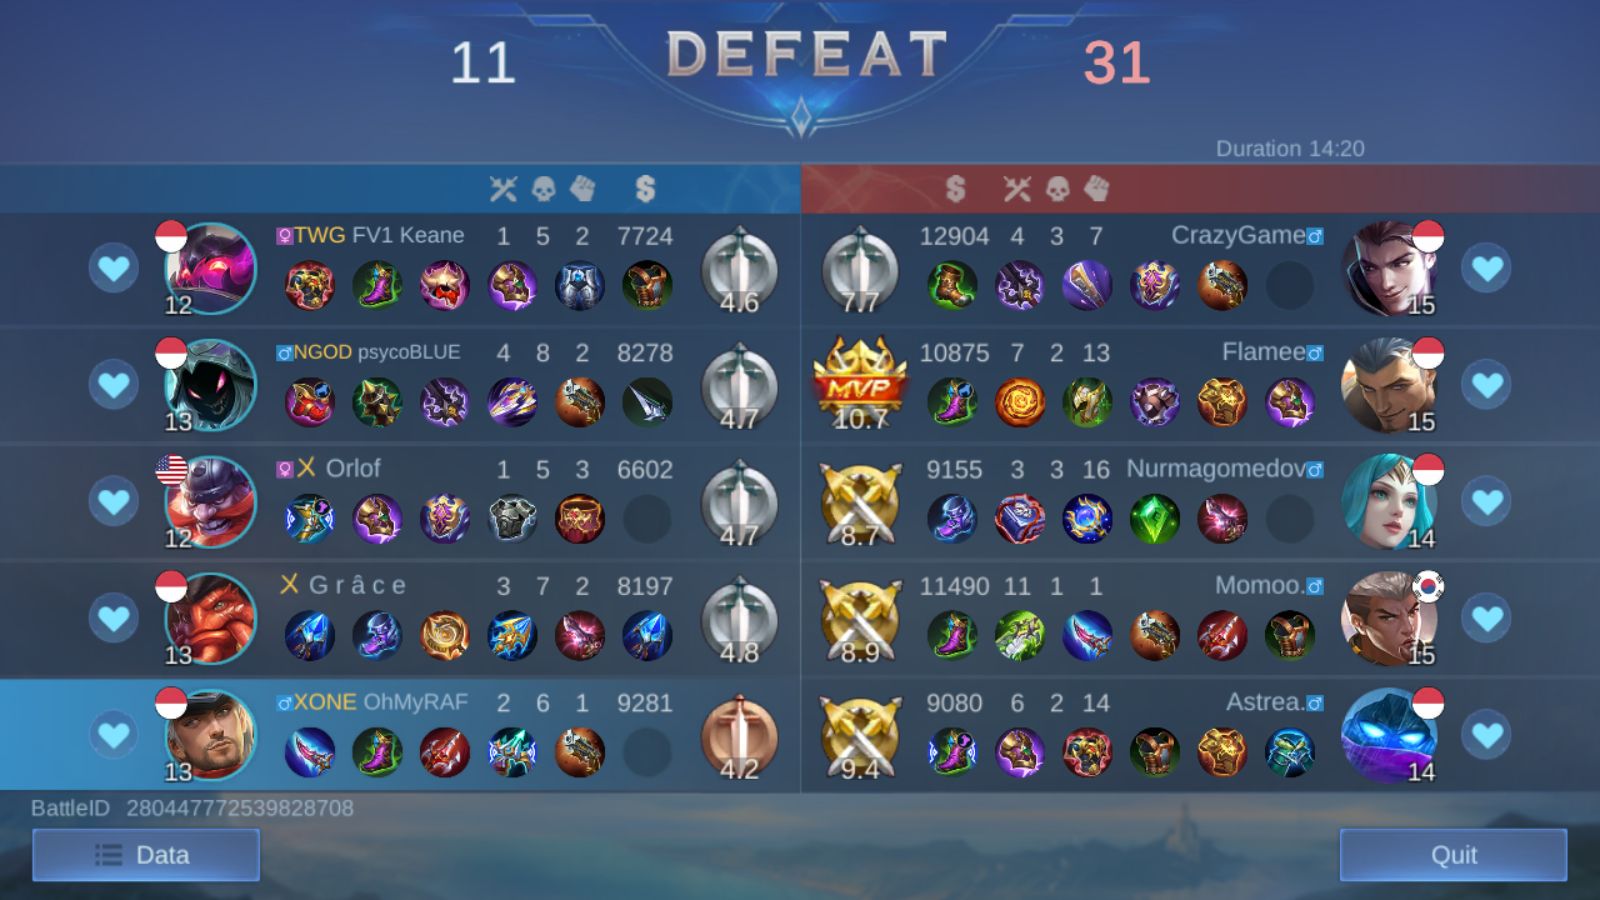 11 DEFEAT 31
Duration 14:20
TWG FV1 Keane 1 5 2 7724
12 4.6
12904 4 3 7 CrazyGame
7.7 15
NGOD psycoBLUE 4 8 2 8278
13 4.7
10875 7 2 13 Flamee
MVP
10.7 15
X Orlof 1 5 3 6602
12 4.7
9155 3 3 16 Nurmagomedov
8.7 14
X G r â c e 3 7 2 8197
13 4.8
11490 11 1 1 Momoo.
8.9 15
XONE OhMyRAF 2 6 1 9281
13 4.2
9080 6 2 14 Astrea.
9.4 14
BattleID 280447772539828708
Data
Quit